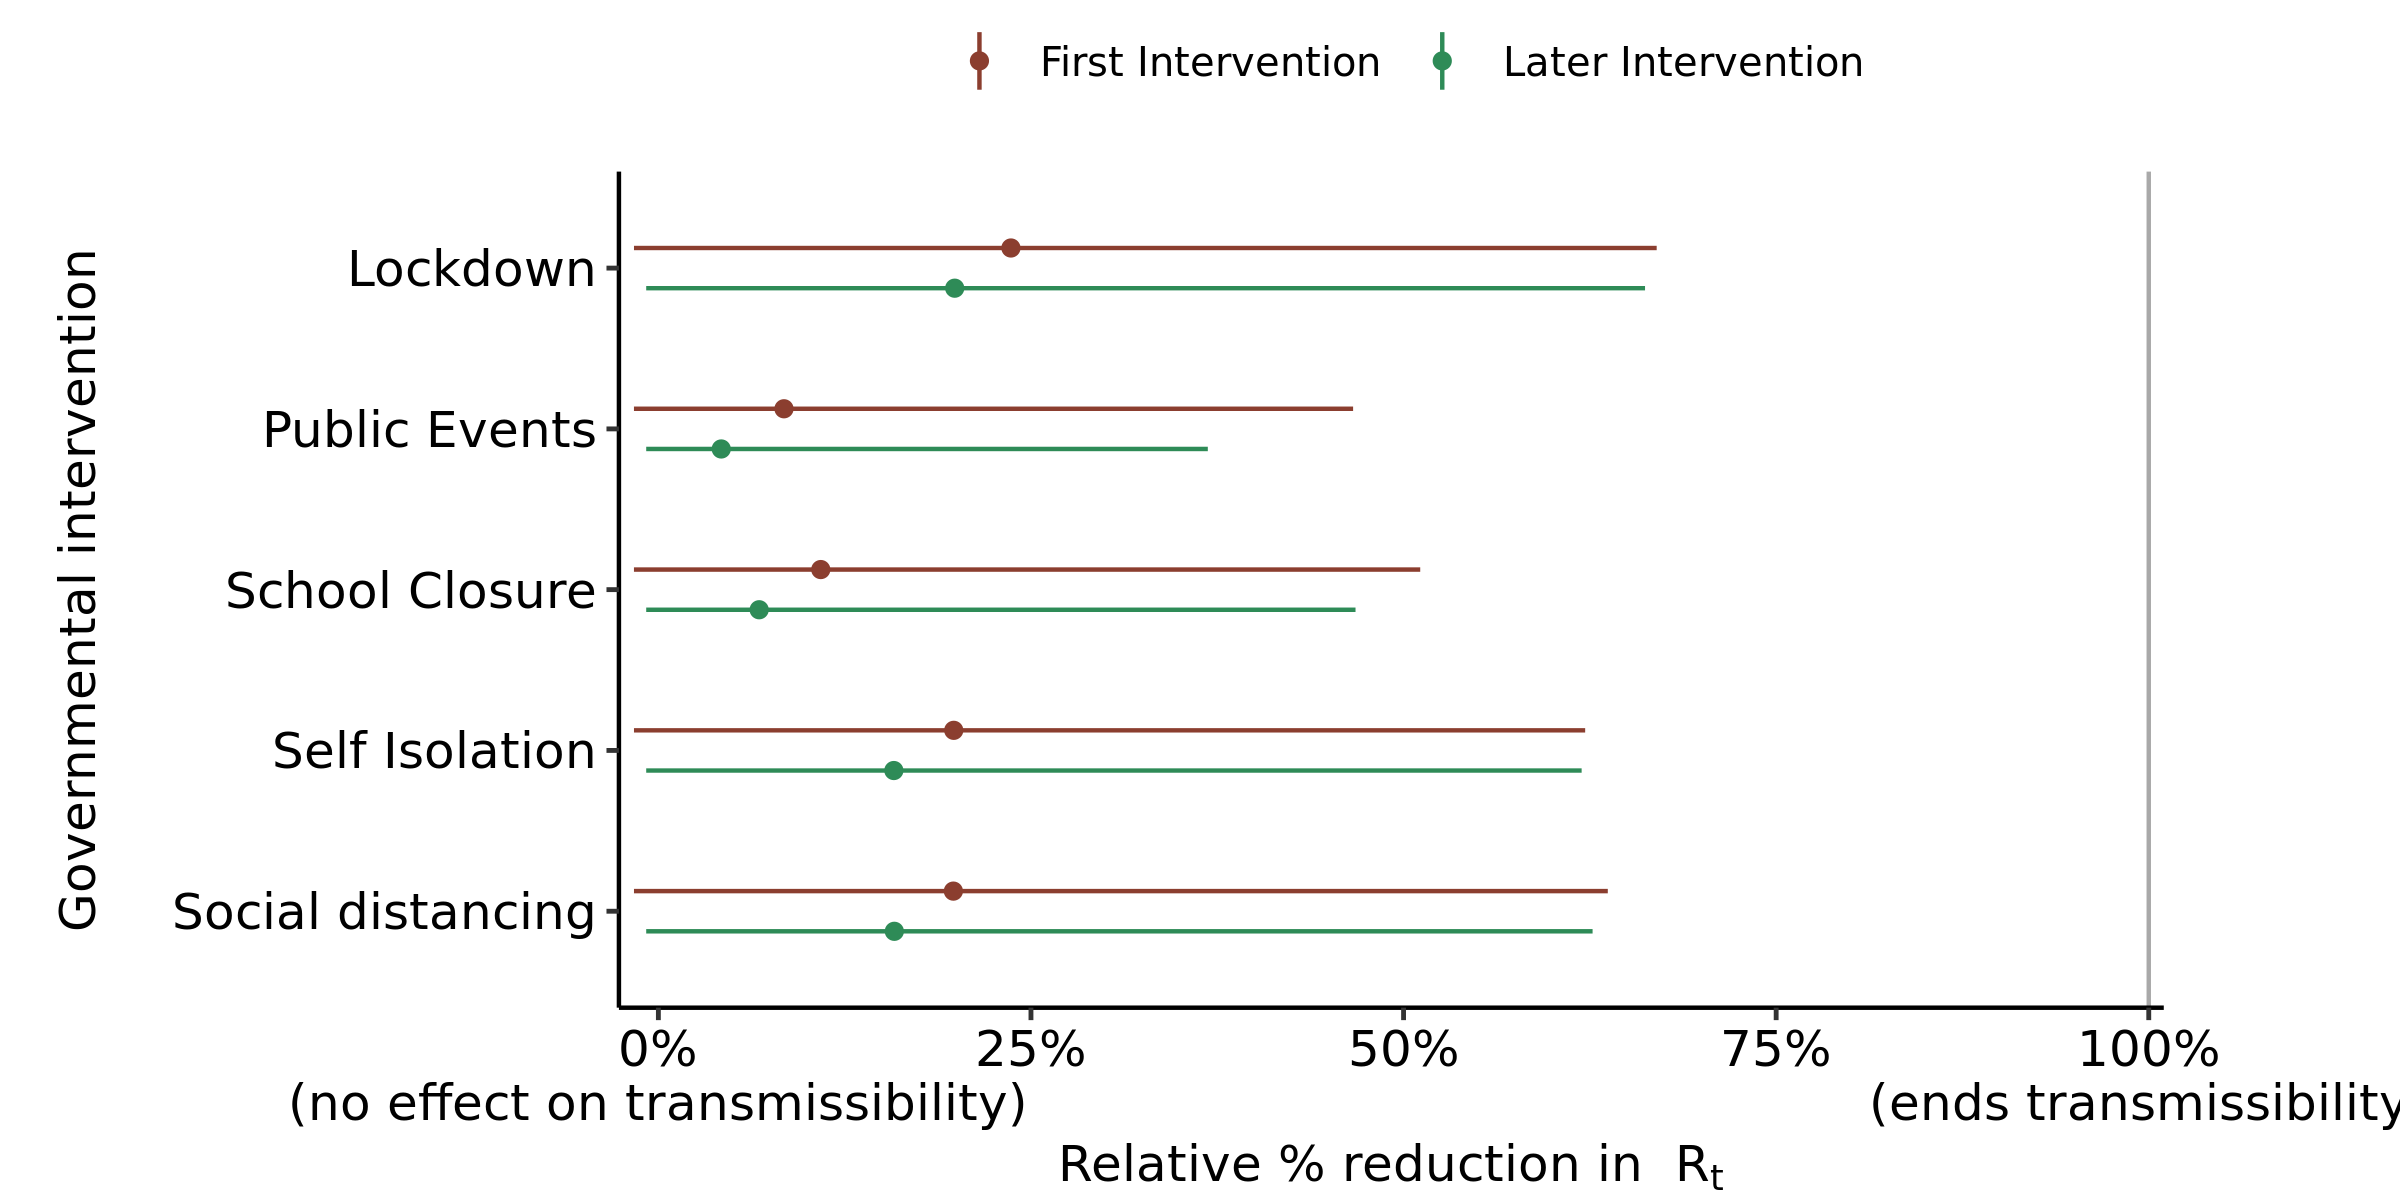 First Intervention
Later Intervention
Governmental intervention
Lockdown
Public Events
School Closure
Self Isolation
Social distancing
0%
25%
50%
75%
100%
(no effect on transmissibility)
(ends transmissibility
Relative % reduction in Rt